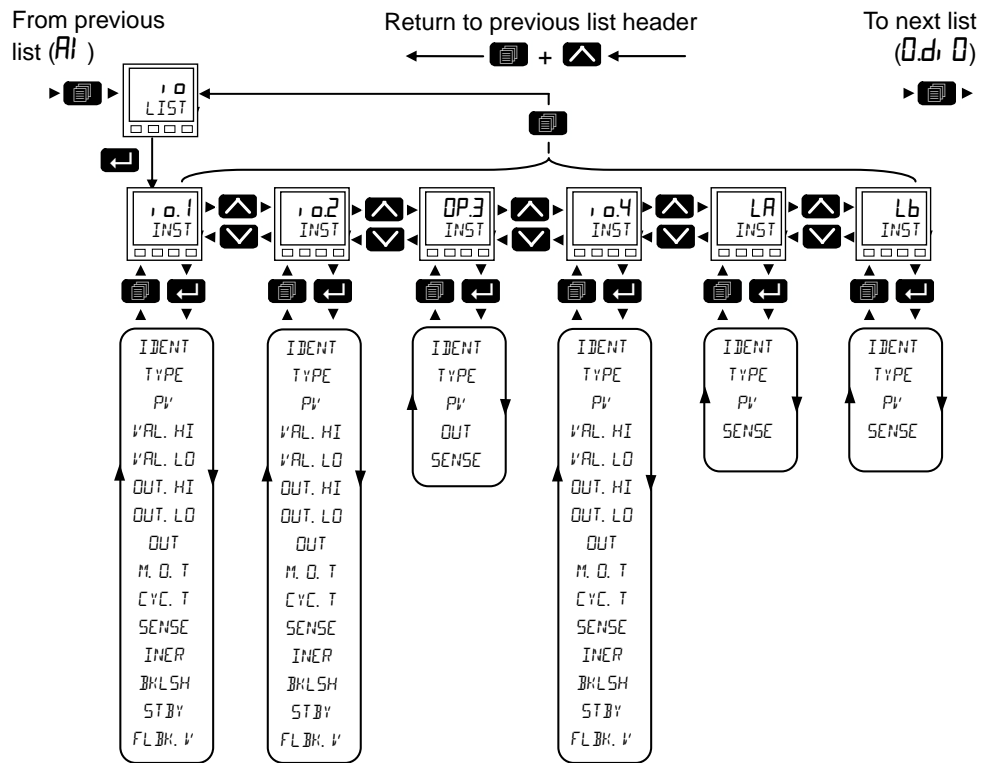 From previous
list (AI )
Return to previous list header
+
To next list
(O.di O)
io
LIST
io.1
INST
io.2
INST
OP.3
INST
io.4
INST
LA
INST
Lb
INST
IDENT
TYPE
PV
VAL. HI
VAL. LO
OUT. HI
OUT. LO
OUT
M. O. T
CYC. T
SENSE
INER
BKLSH
STBY
FLBK. V
IDENT
TYPE
PV
VAL. HI
VAL. LO
OUT. HI
OUT. LO
OUT
M. O. T
CYC. T
SENSE
INER
BKLSH
STBY
FLBK. V
IDENT
TYPE
PV
OUT
SENSE
IDENT
TYPE
PV
VAL. HI
VAL. LO
OUT. HI
OUT. LO
OUT
M. O. T
CYC. T
SENSE
INER
BKLSH
STBY
FLBK. V
IDENT
TYPE
PV
SENSE
IDENT
TYPE
PV
SENSE